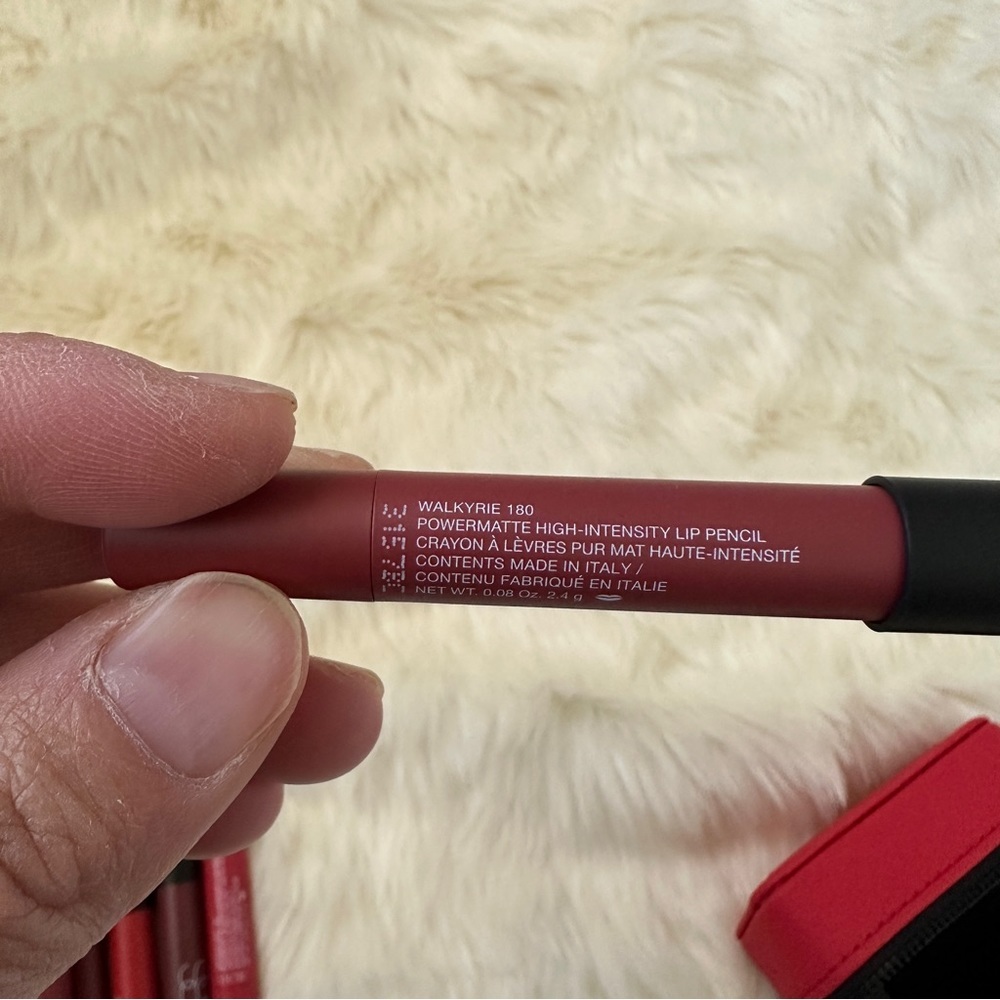 WALKYRIE 180
POWERMATTE HIGH-INTENSITY LIP PENCIL
CRAYON À LÈVRES PUR MAT HAUTE-INTENSITÉ
CONTENTS MADE IN ITALY /
CONTENU FABRIQUÉ EN ITALIE
NET WT. 0.08 Oz. 2.4 g